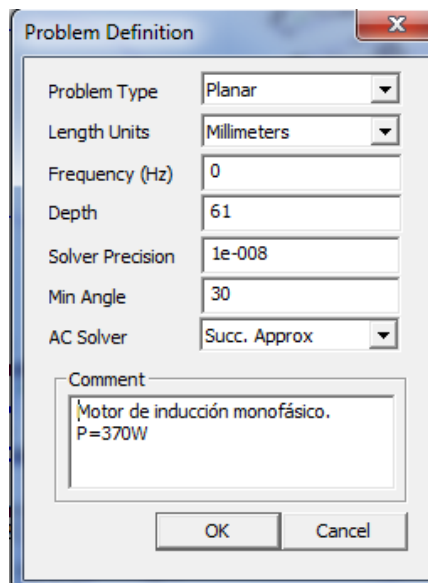 Problem Definition
Problem Type Planar
Length Units Millimeters
Frequency (Hz) 0
Depth 61
Solver Precision 1e-008
Min Angle 30
AC Solver Succ. Approx
Comment
Motor de inducción monofásico.
P=370W
OK Cancel